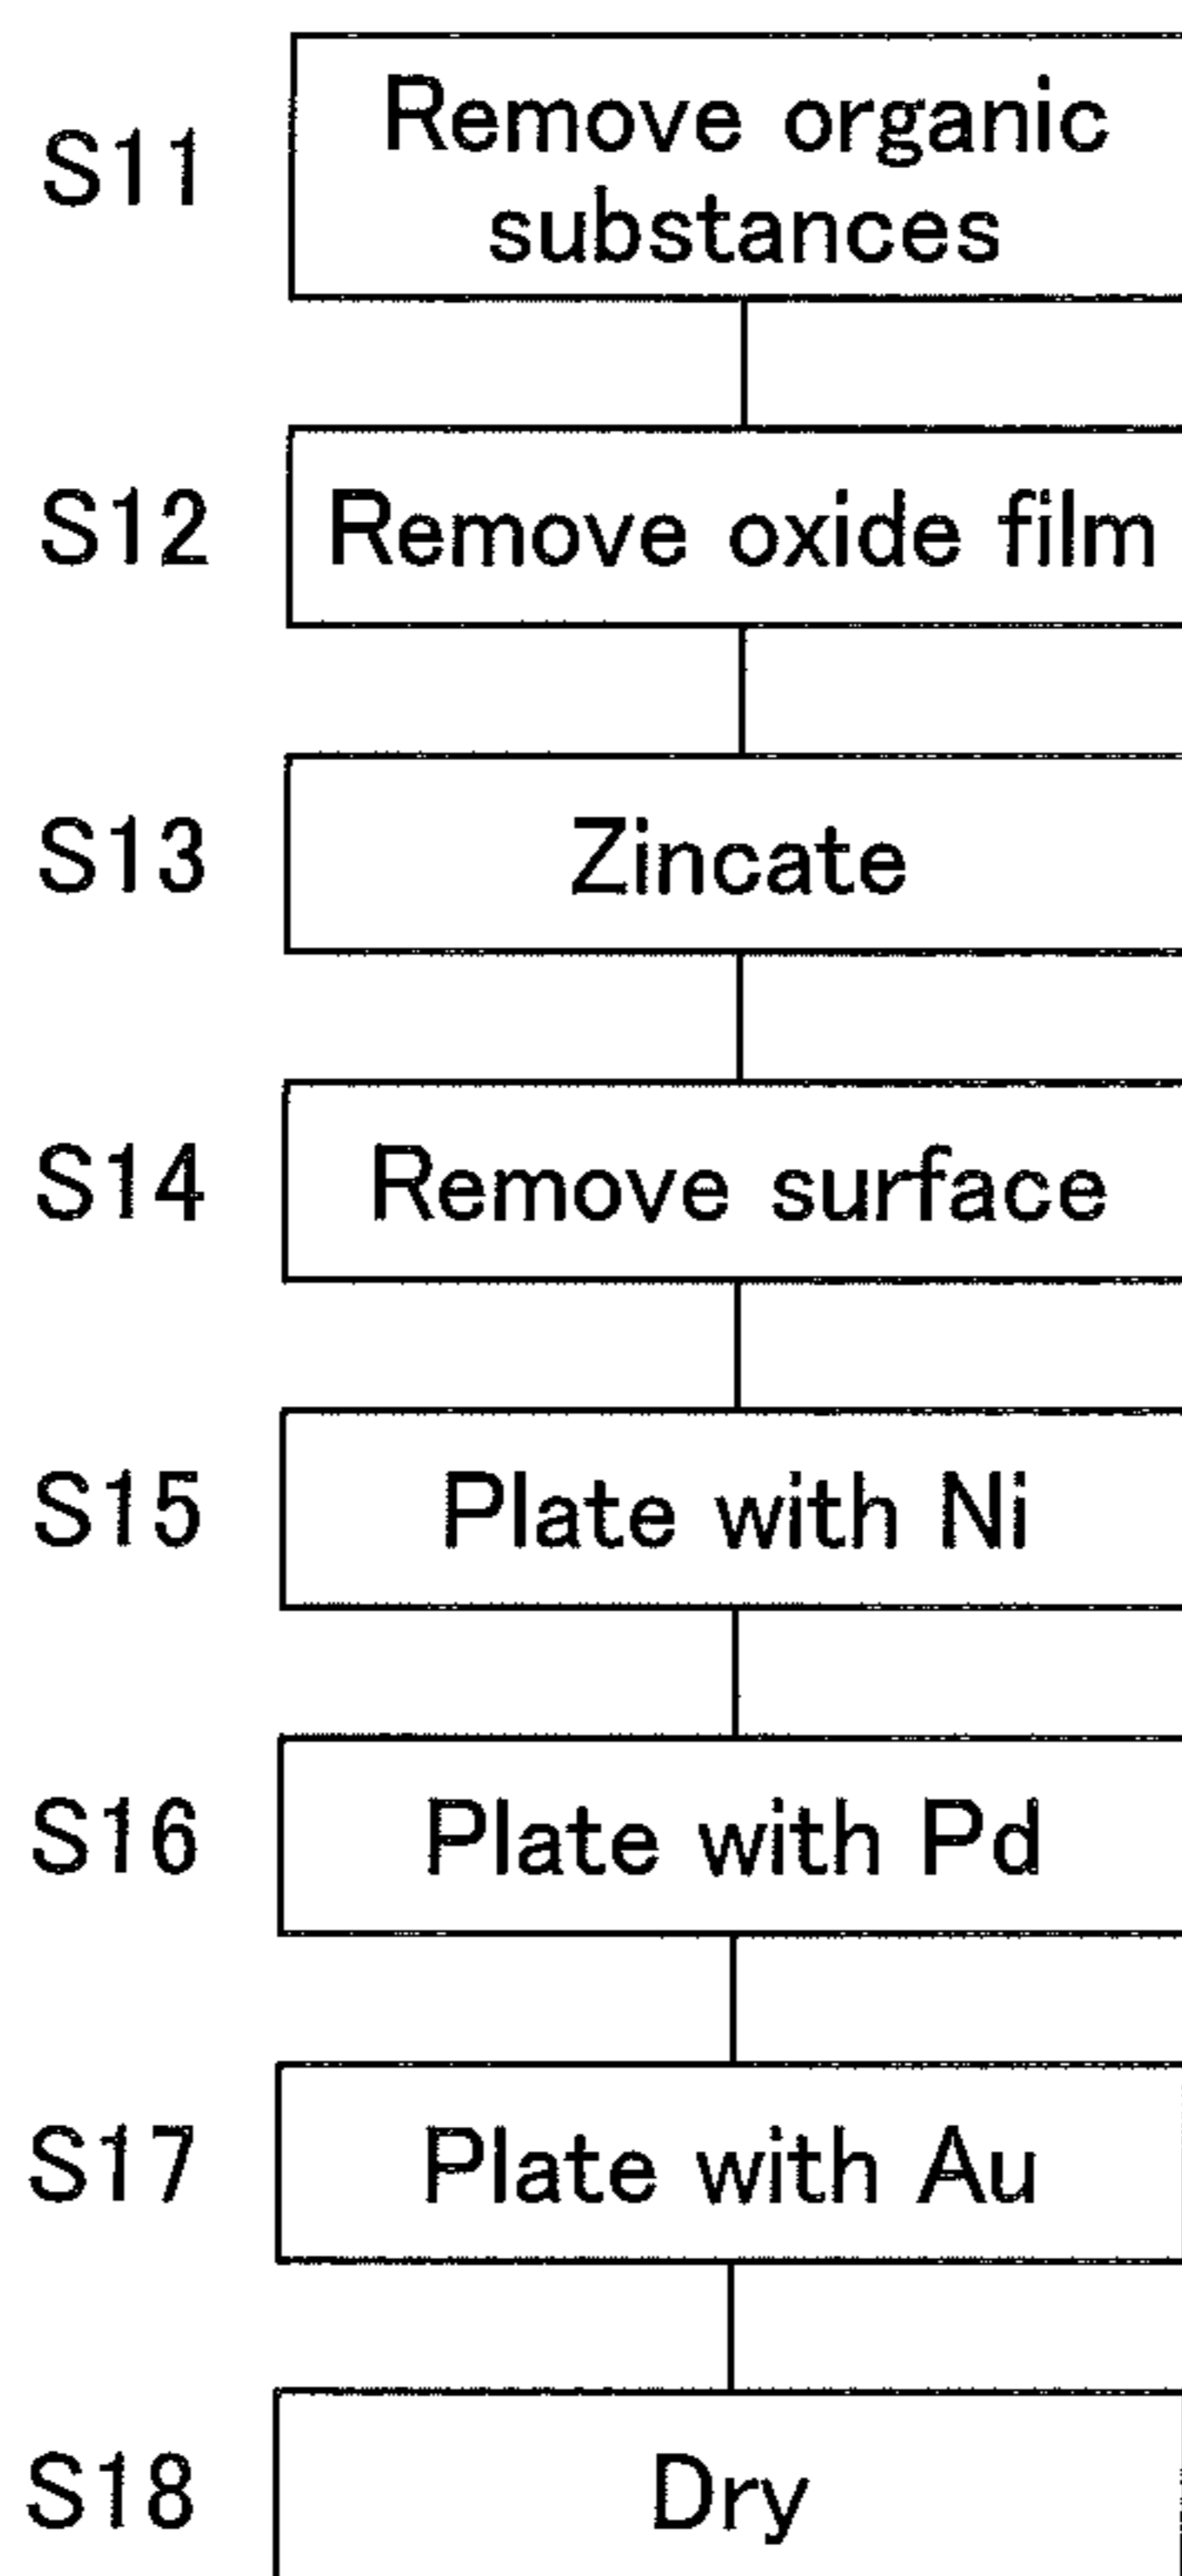 S11 Remove organic
substances
S12 Remove oxide film
S13 Zincate
S14 Remove surface
S15 Plate with Ni
S16 Plate with Pd
S17 Plate with Au
S18 Dry